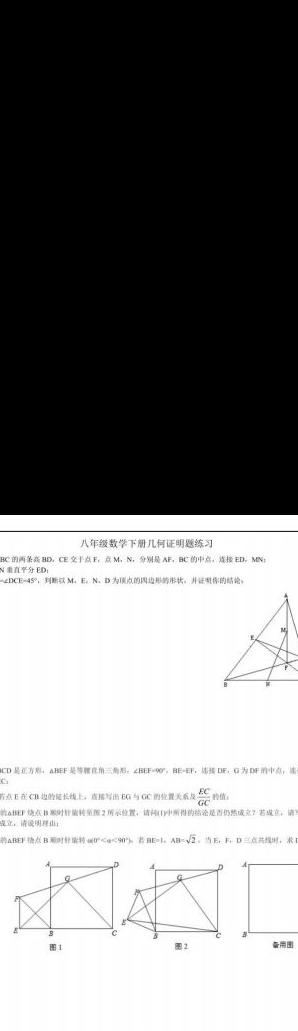 八年级数学下册几何证明题练习
BC 的两条高 BD，CE 交于点 F，点 M，N，分别是 AF，BC 的中点，连接 ED，MN；
N 垂直平分 ED；
=∠DCE=45°，判断以 M，E，N，D 为顶点的四边形的形状，并证明你的结论；
A
M
E
F
B
N
CD 是正方形，△BEF 是等腰直角三角形，∠BEF=90°，BE=EF，连接 DF，G 为 DF 的中点，连
EC；
若点 E 在 CB 边的延长线上，直接写出 EG 与 GC 的位置关系及 EC/GC 的值；
的△BEF 绕点 B 顺时针旋转至图 2 所示位置，请问(1)中所得的结论是否仍然成立？若成立，请写
成立，请说明理由；
的△BEF 绕点 B 顺时针旋转 α(0°＜α＜90°)，若 BE=1，AB=√2，当 E，F，D 三点共线时，求
A D A D A
G G
F F
E B C E B C B
图 1 图 2 备用图